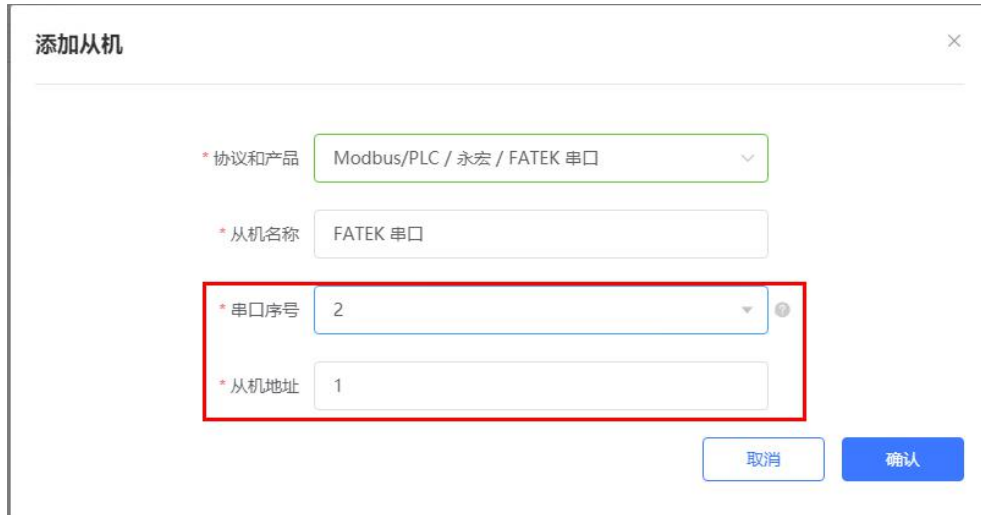 添加从机
* 协议和产品 Modbus/PLC / 永宏 / FATEK 串口
* 从机名称 FATEK 串口
* 串口序号 2
* 从机地址 1
取消 确认